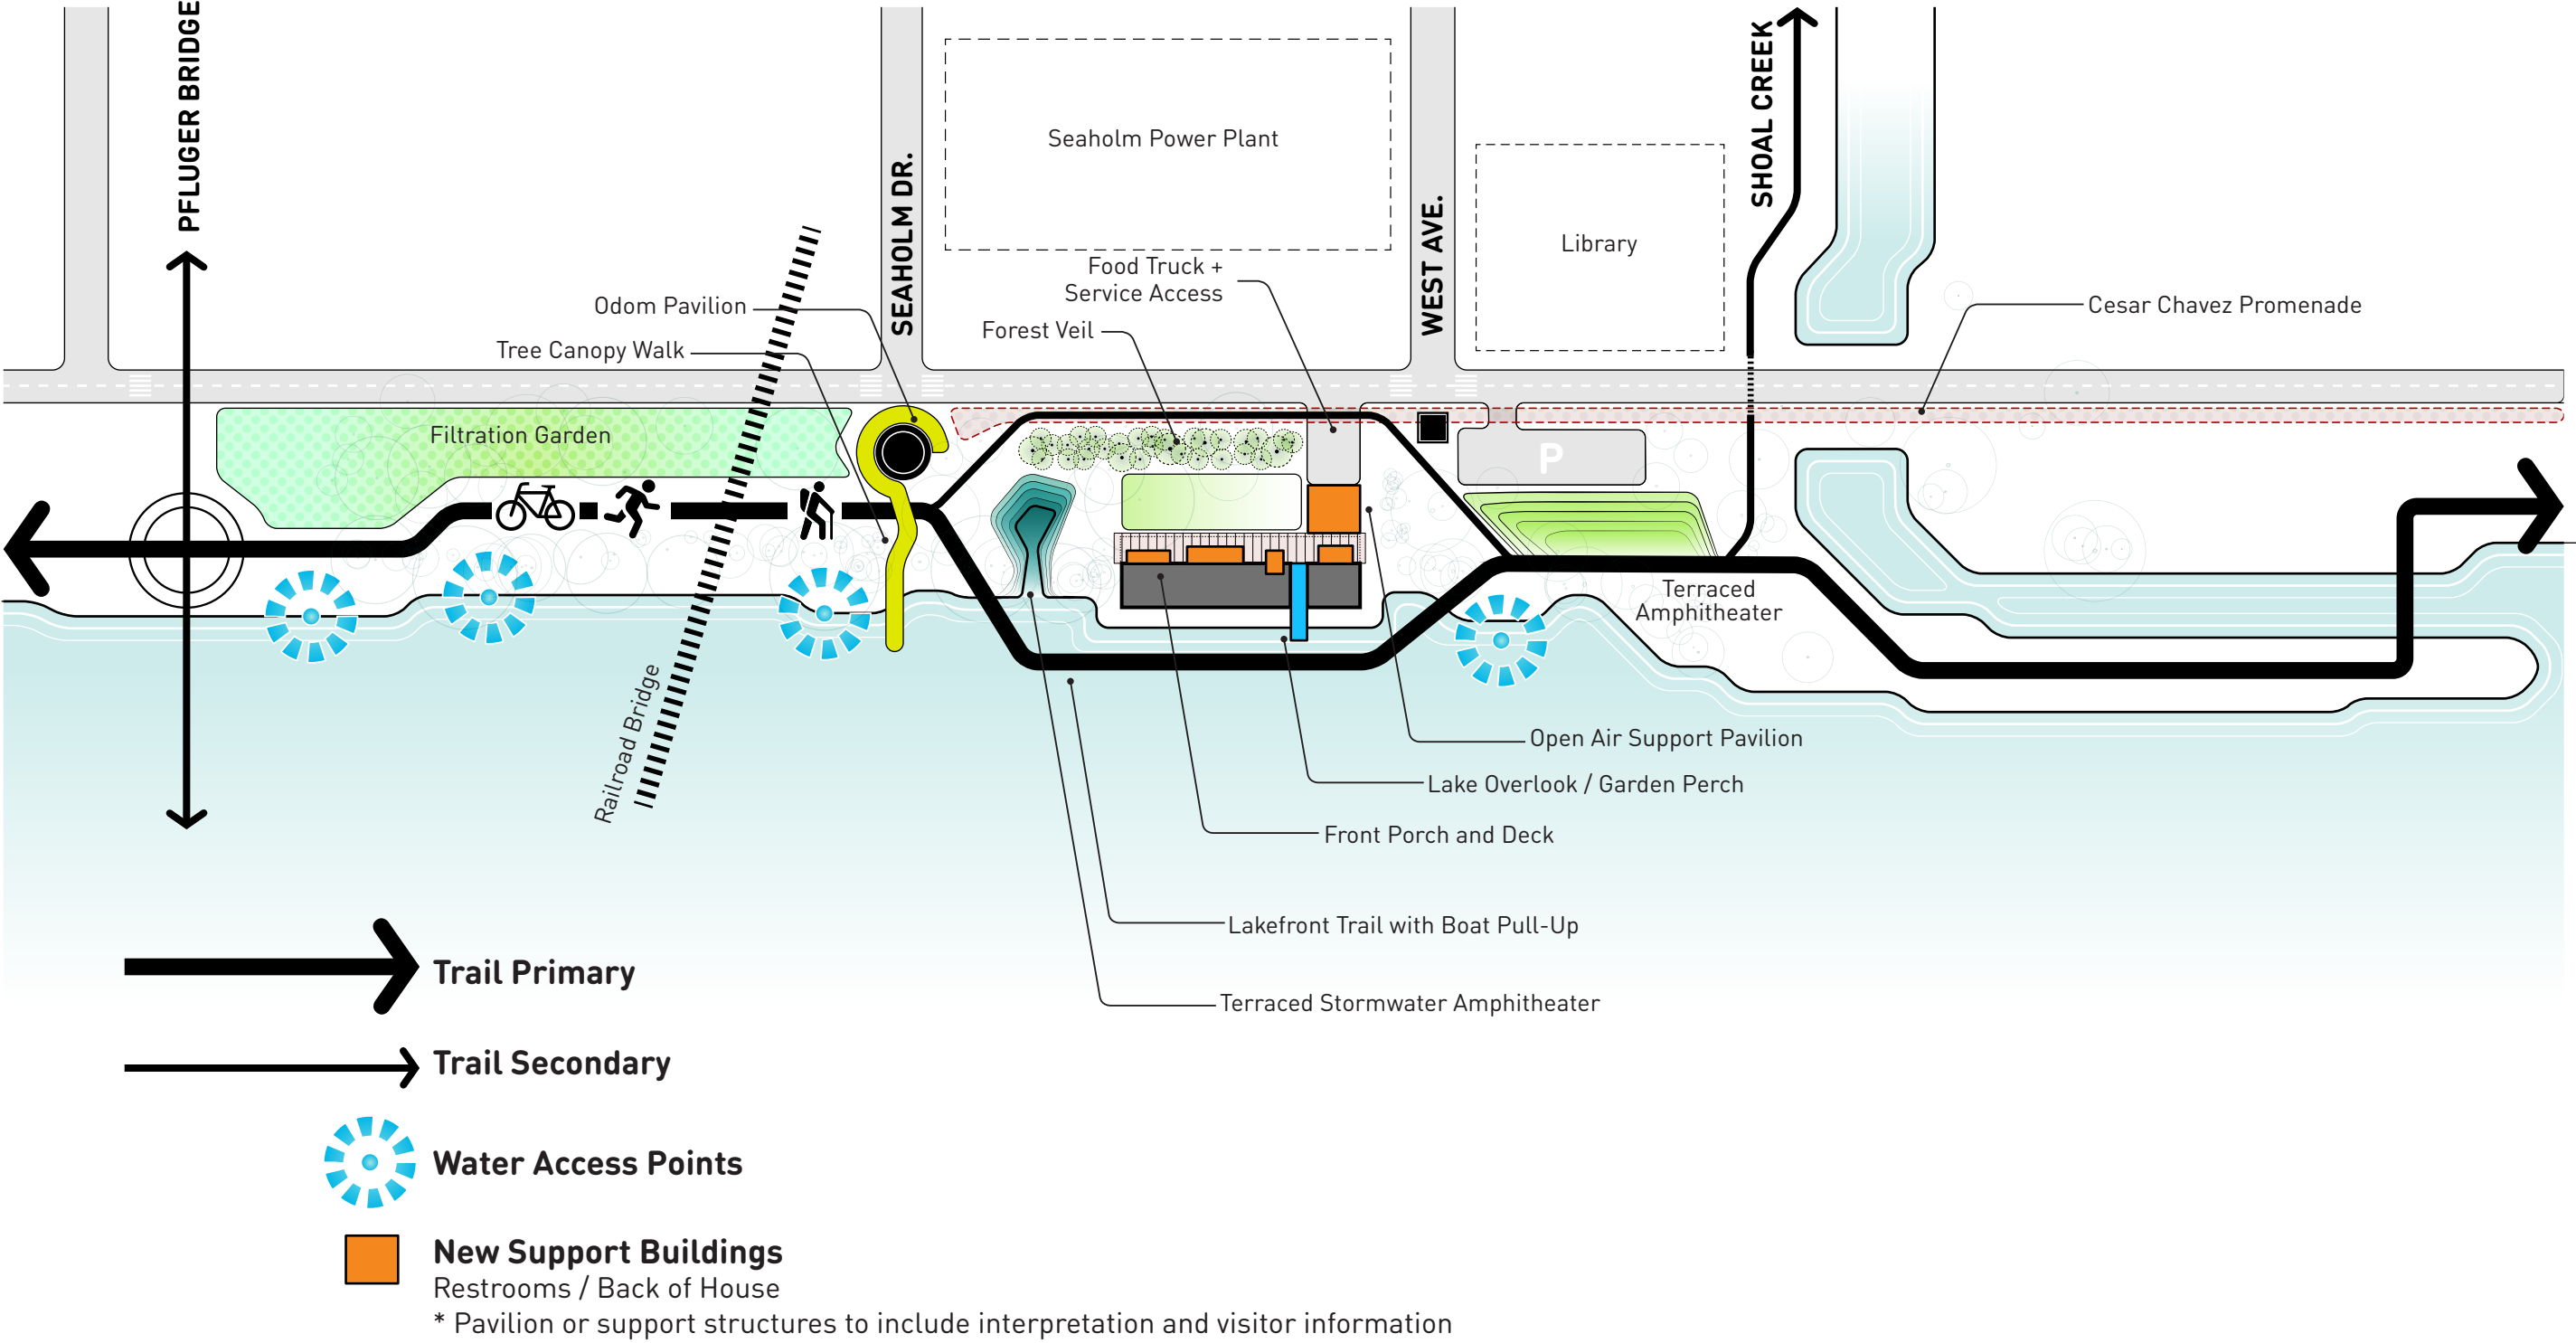 PFLUGER BRIDGE
SEAHOLM DR.
Seaholm Power Plant
WEST AVE.
Library
SHOAL CREEK
Food Truck +
Service Access
Odom Pavilion
Forest Veil
Tree Canopy Walk
Cesar Chavez Promenade
Filtration Garden
P
Terraced
Amphitheater
Railroad Bridge
Open Air Support Pavilion
Lake Overlook / Garden Perch
Front Porch and Deck
Lakefront Trail with Boat Pull-Up
Terraced Stormwater Amphitheater
Trail Primary
Trail Secondary
Water Access Points
New Support Buildings
Restrooms / Back of House
* Pavilion or support structures to include interpretation and visitor information